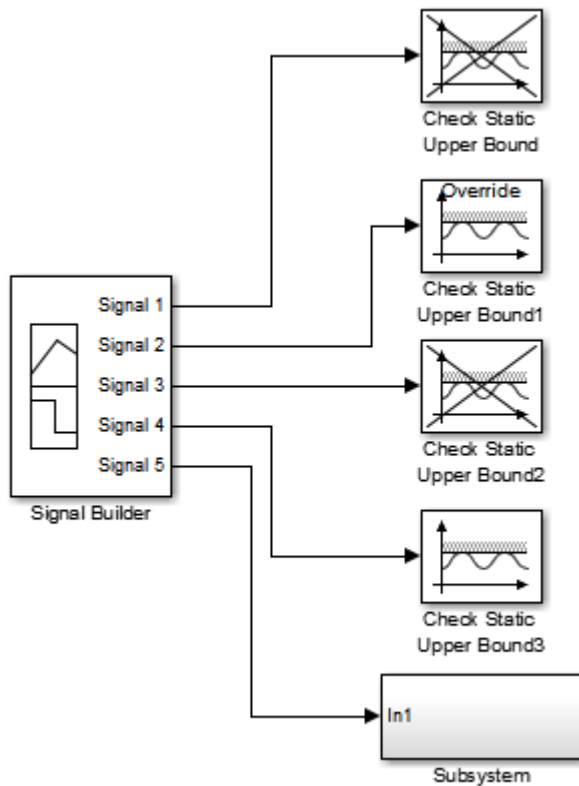 Check Static
Upper Bound
Override
Check Static
Upper Bound1
Signal 1
Signal 2
Signal 3
Signal 4
Signal 5
Signal Builder
Check Static
Upper Bound2
Check Static
Upper Bound3
In1
Subsystem